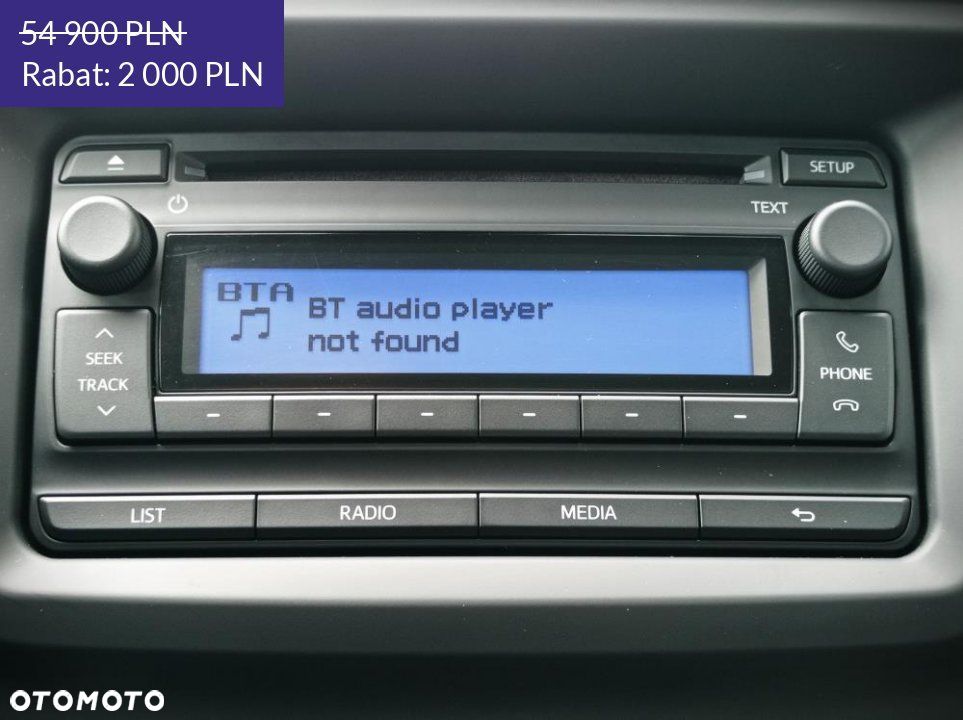 54 900 PLN
Rabat: 2 000 PLN
SETUP
TEXT
BTA
BT audio player
not found
SEEK
TRACK
PHONE
LIST
RADIO
MEDIA
OTOMOTO